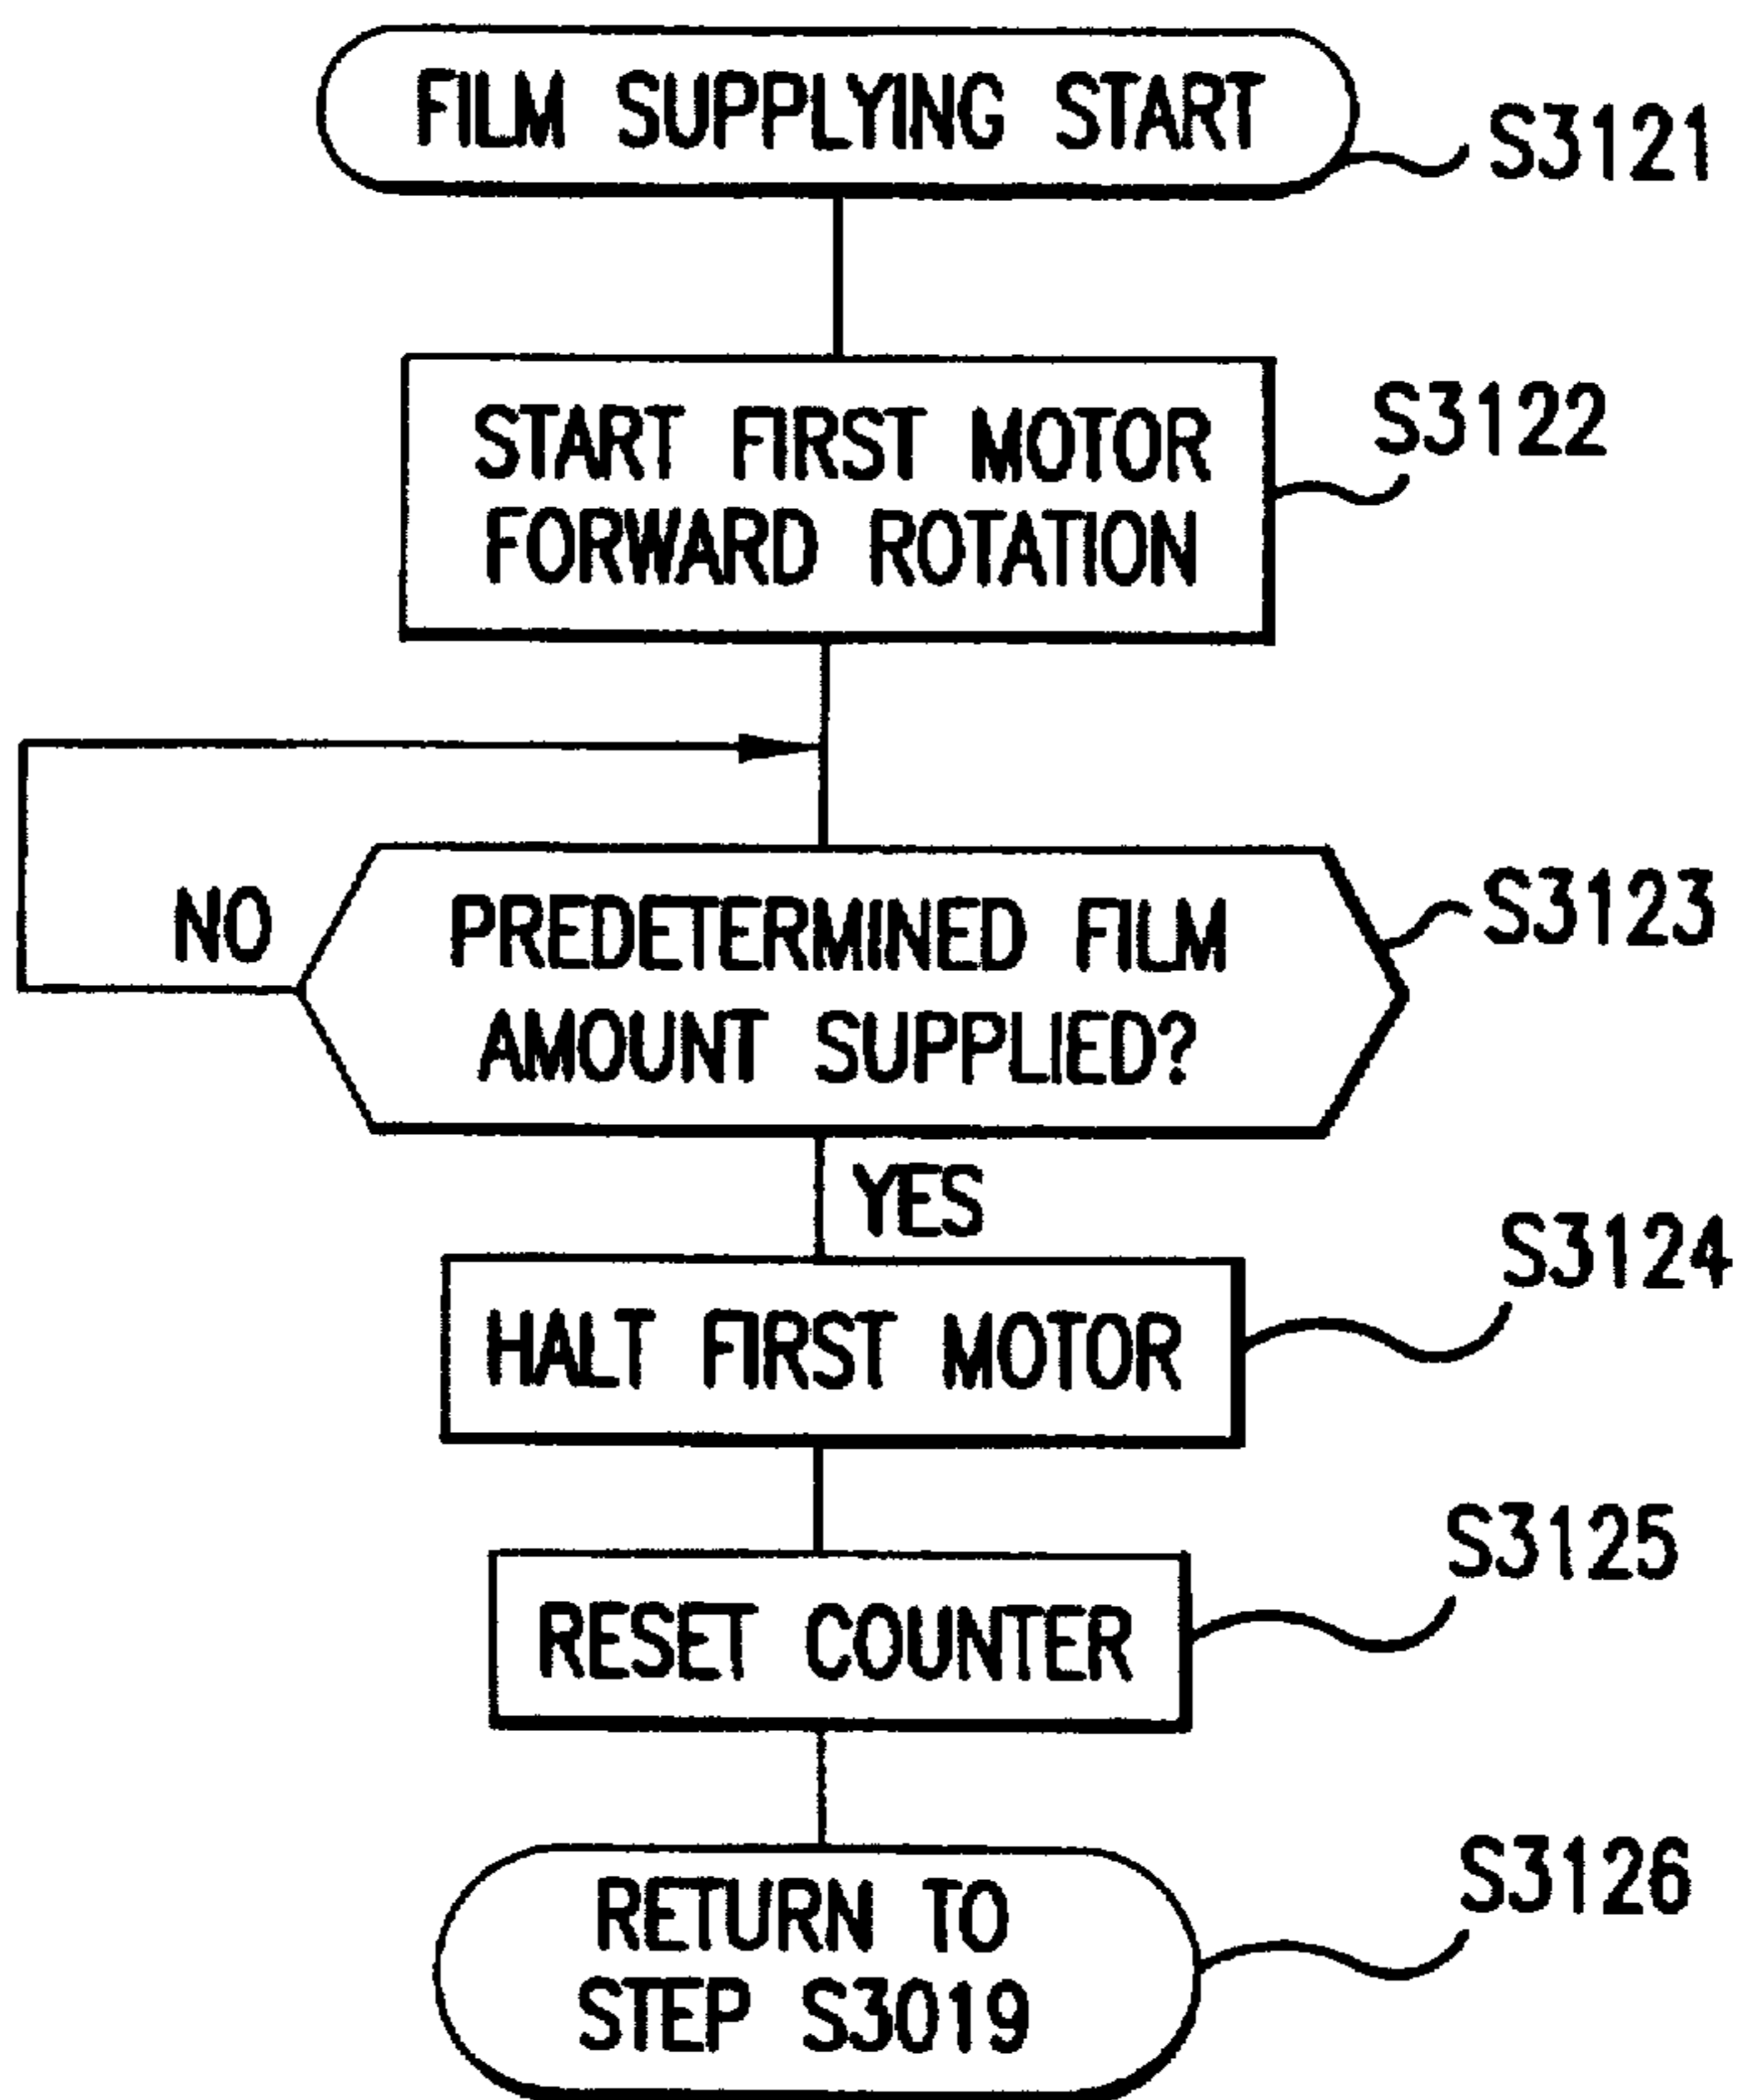 FILM SUPPLYING START
S3121
START FIRST MOTOR
FORWARD ROTATION
S3122
NO
PREDETERMINED FILM
AMOUNT SUPPLIED?
S3123
YES
HALT FIRST MOTOR
S3124
RESET COUNTER
S3125
RETURN TO
STEP S3019
S3126